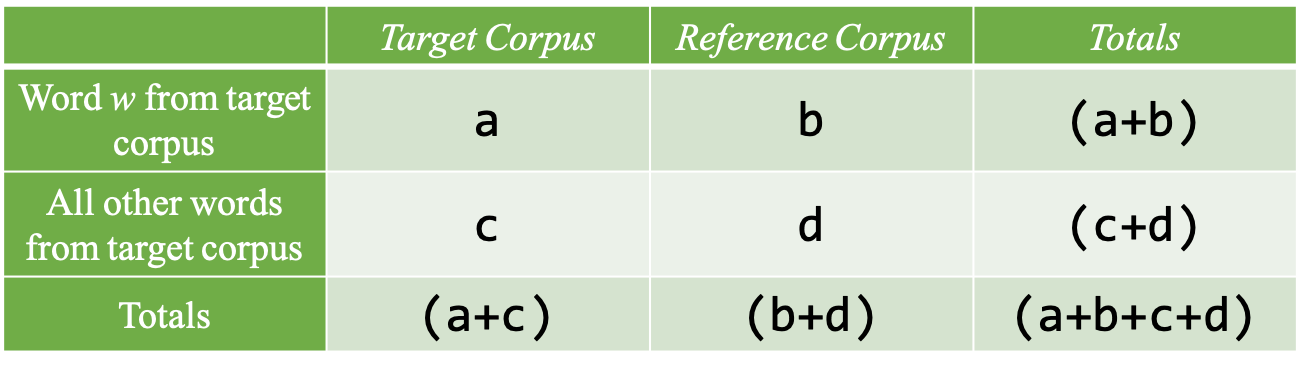 Target Corpus Reference Corpus Totals
Word w from target
corpus
a b (a+b)
All other words
from target corpus
c d (c+d)
Totals (a+c) (b+d) (a+b+c+d)